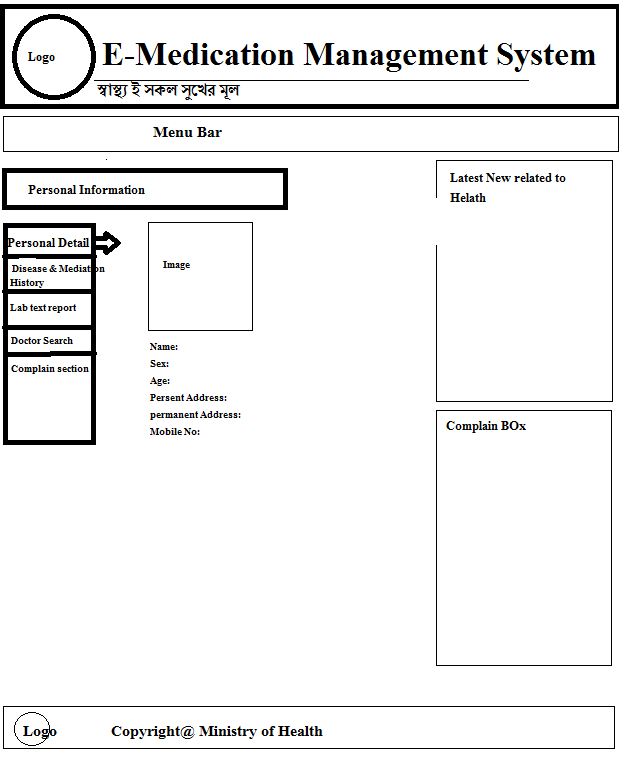 Logo
E-Medication Management System
স্বাস্থ্য ই সকল সুখের মূল
Menu Bar
Personal Information
Personal Detail
Disease & Mediation
History
Lab text report
Doctor Search
Complain section
Image
Name:
Sex:
Age:
Persent Address:
permanent Address:
Mobile No:
Latest New related to
Helath
Complain BOx
Logo
Copyright@ Ministry of Health